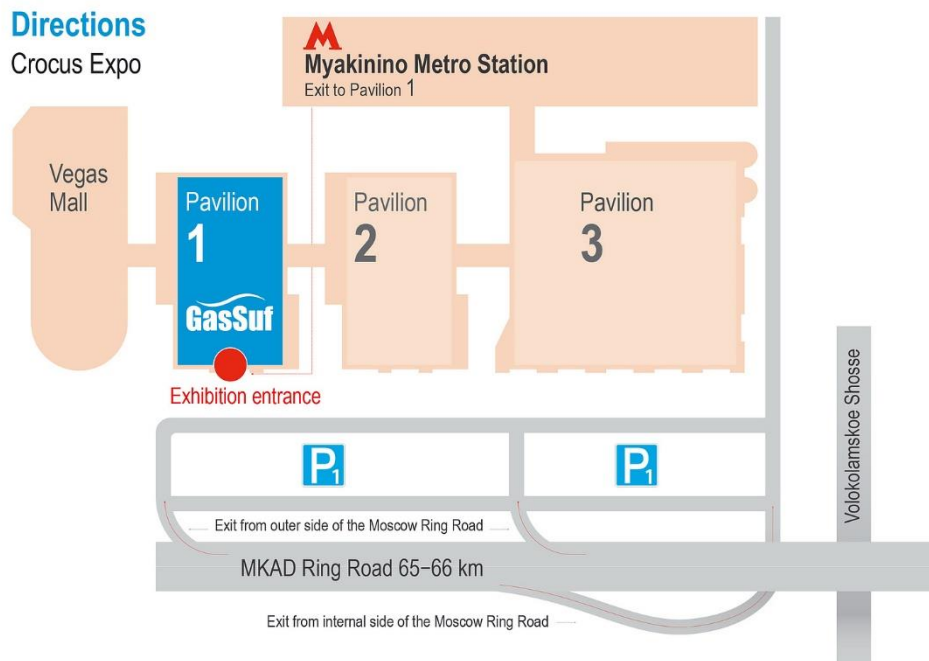 Directions
Crocus Expo
M
Myakinino Metro Station
Exit to Pavilion 1
Vegas
Mall
Pavilion
1
GasSuf
Pavilion
2
Pavilion
3
Exhibition entrance
P1
P1
Volokolamskoe Shosse
Exit from outer side of the Moscow Ring Road
MKAD Ring Road 65–66 km
Exit from internal side of the Moscow Ring Road